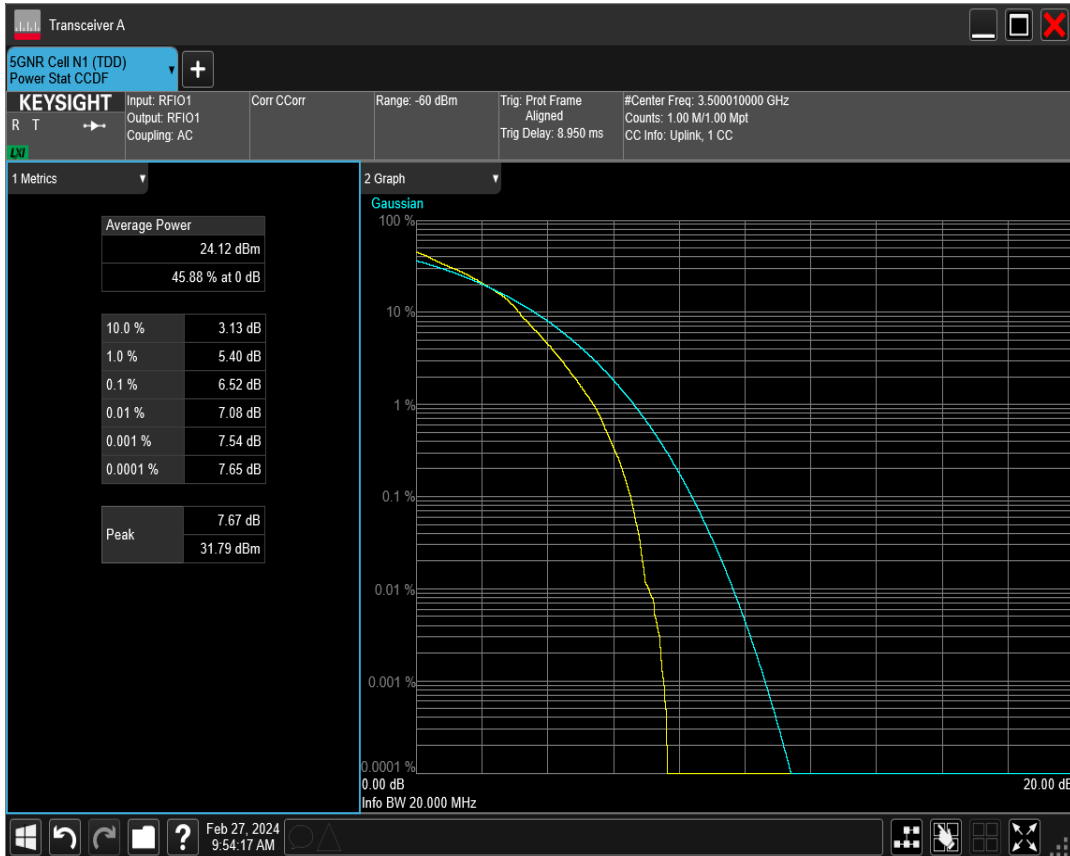 Transceiver A
5GNR Cell N1 (TDD)
Power Stat CCDF
+
KEYSIGHT
R T
LXI
Input: RFIO1
Output: RFIO1
Coupling: AC
Corr CCorr
Range: -60 dBm
Trig: Prot Frame
Aligned
Trig Delay: 8.950 ms
#Center Freq: 3.500010000 GHz
Counts: 1.00 M/1.00 Mpt
CC Info: Uplink, 1 CC
1 Metrics
Average Power
24.12 dBm
45.88 % at 0 dB
10.0 % 3.13 dB
1.0 % 5.40 dB
0.1 % 6.52 dB
0.01 % 7.08 dB
0.001 % 7.54 dB
0.0001 % 7.65 dB
Peak 7.67 dB
31.79 dBm
2 Graph
Gaussian
100 %
10 %
1 %
0.1 %
0.01 %
0.001 %
0.0001 %
0.00 dB 20.00 dB
Info BW 20.000 MHz
?
Feb 27, 2024
9:54:17 AM